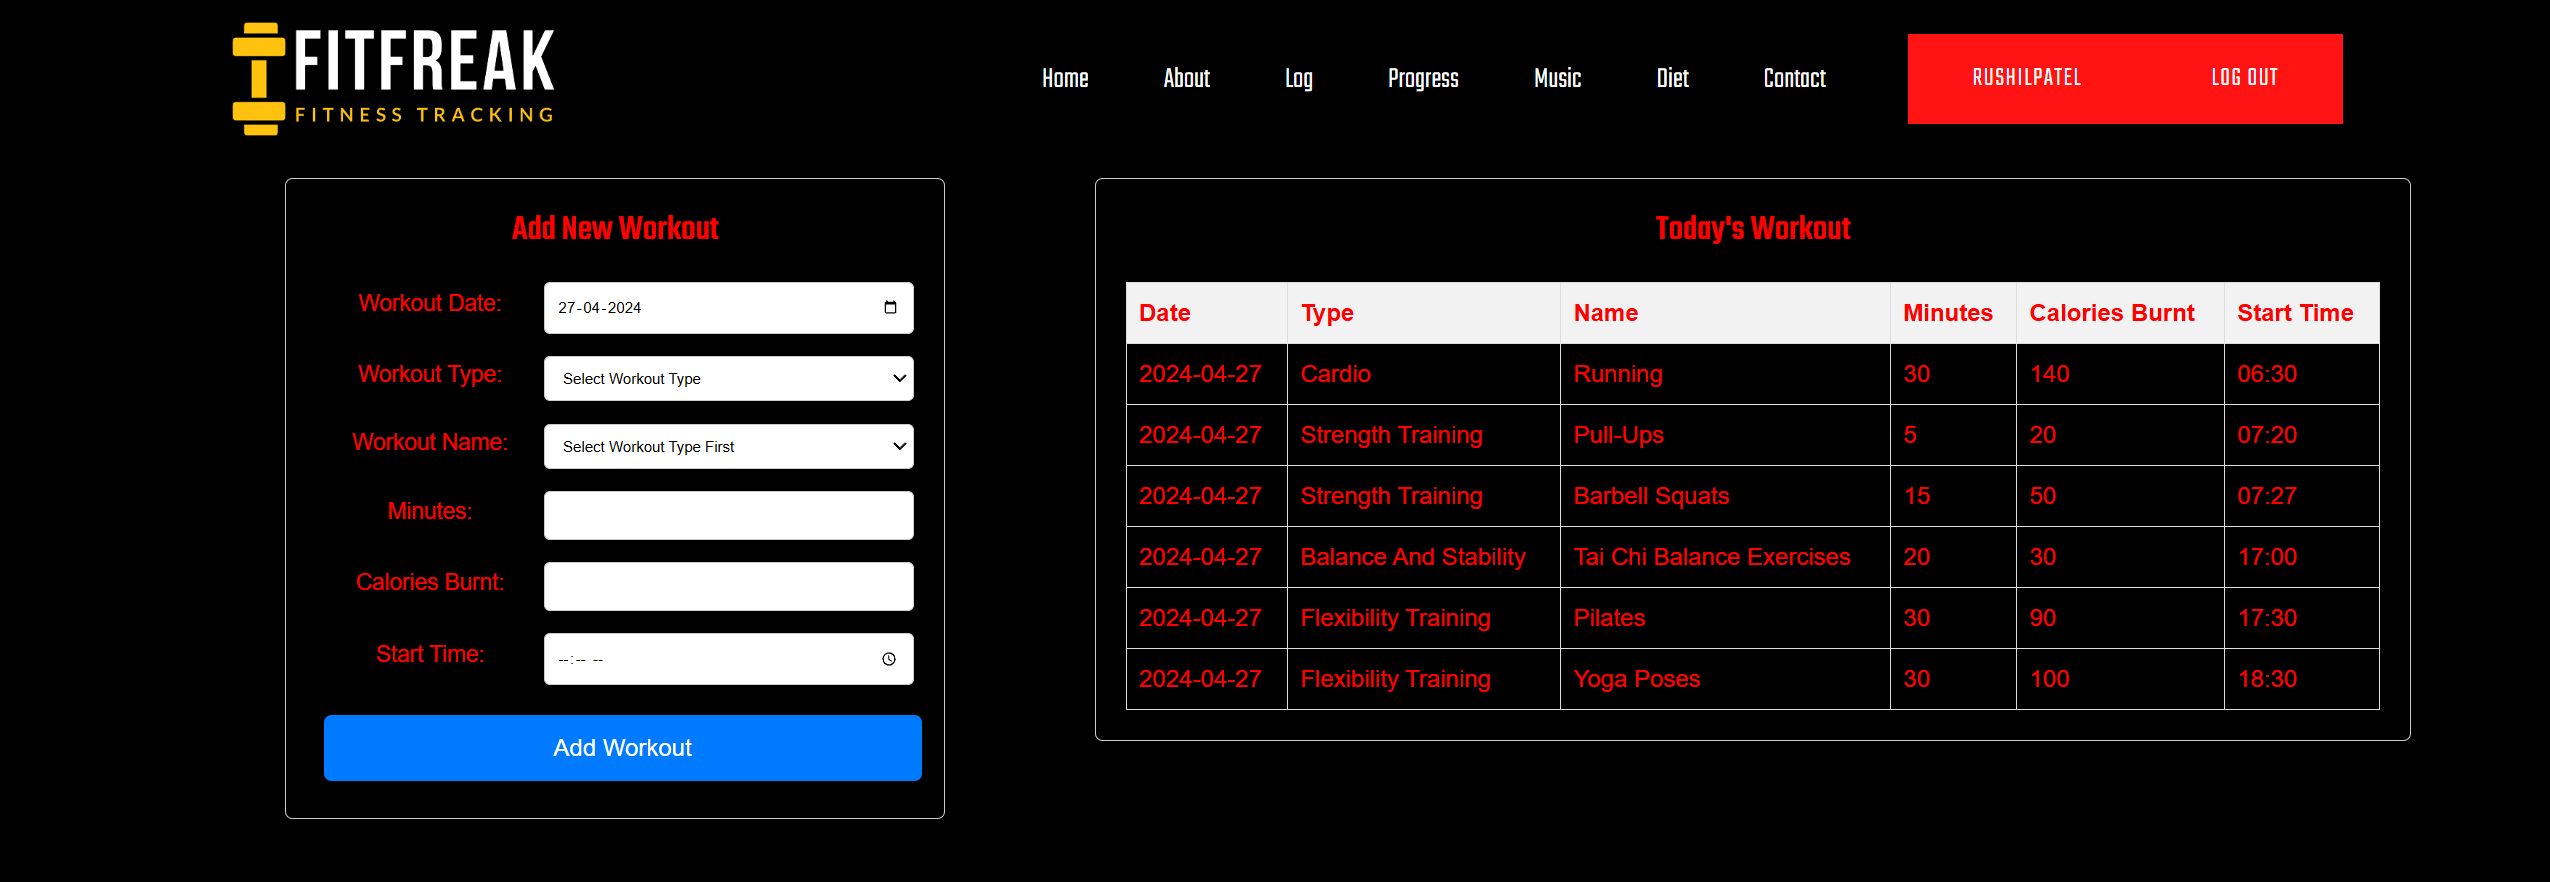 FITFREAK
FITNESS TRACKING
Home About Log Progress Music Diet Contact RUSHILPATEL LOG OUT
Add New Workout
Workout Date: 27-04-2024
Workout Type: Select Workout Type
Workout Name: Select Workout Type First
Minutes:
Calories Burnt:
Start Time: --:-- --
Add Workout
Today's Workout
Date Type Name Minutes Calories Burnt Start Time
2024-04-27 Cardio Running 30 140 06:30
2024-04-27 Strength Training Pull-Ups 5 20 07:20
2024-04-27 Strength Training Barbell Squats 15 50 07:27
2024-04-27 Balance And Stability Tai Chi Balance Exercises 20 30 17:00
2024-04-27 Flexibility Training Pilates 30 90 17:30
2024-04-27 Flexibility Training Yoga Poses 30 100 18:30